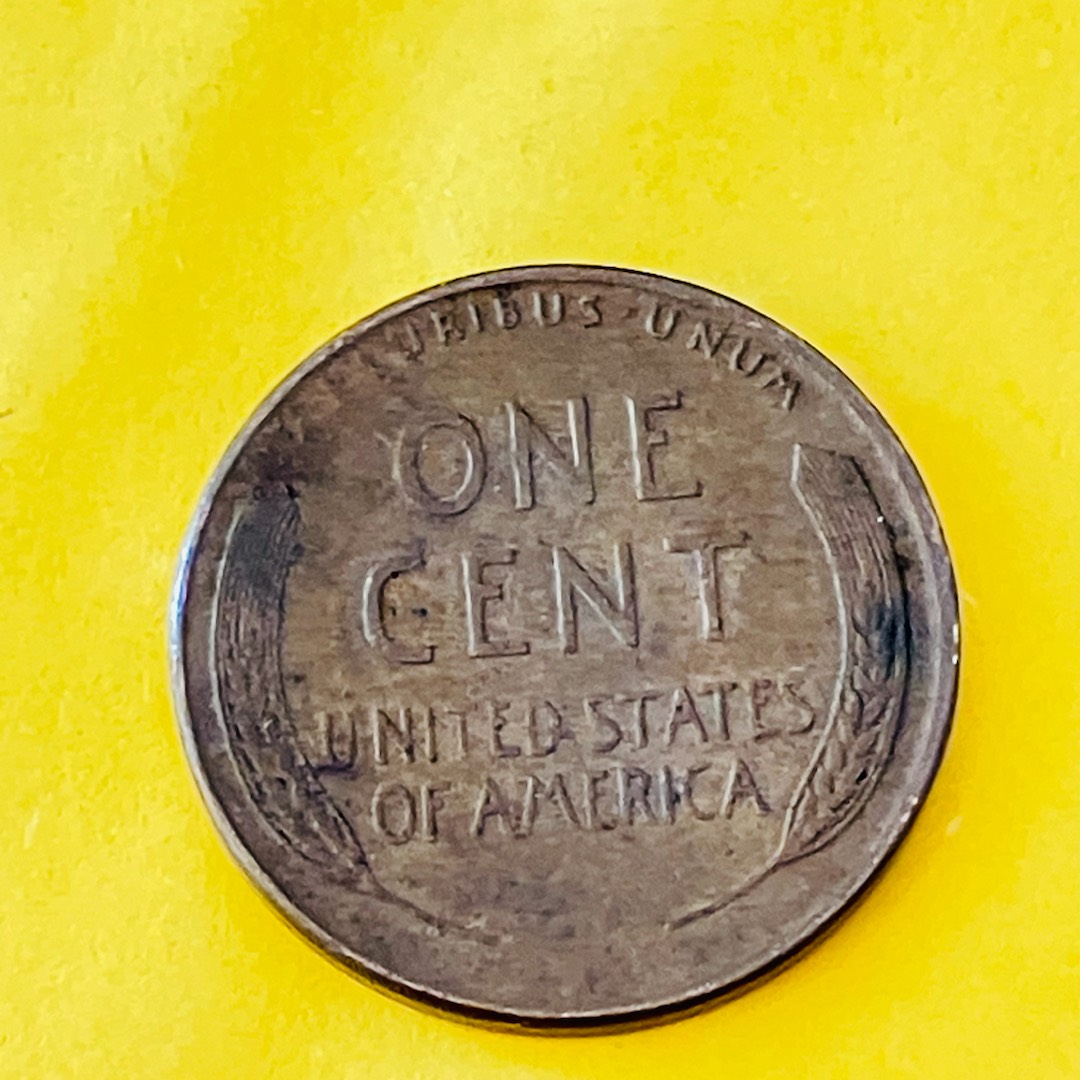 PLURIBUS · UNUM
ONE
CENT
UNITED STATES
OF AMERICA